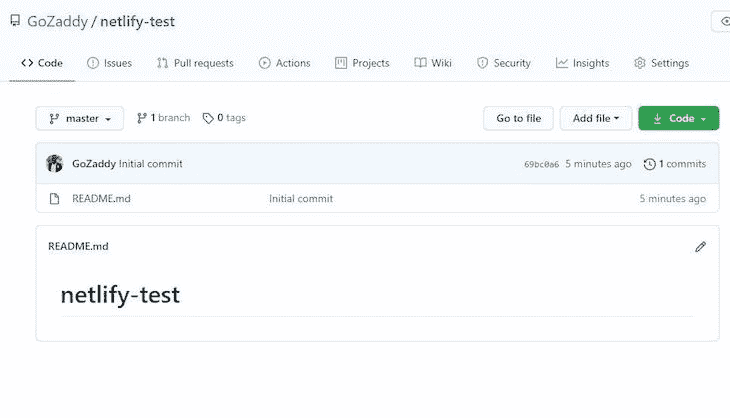 GoZaddy / netlify-test
Code Issues Pull requests Actions Projects Wiki Security Insights Settings
master 1 branch 0 tags Go to file Add file Code
GoZaddy Initial commit 69bc0a6 5 minutes ago 1 commits
README.md Initial commit 5 minutes ago
README.md
netlify-test